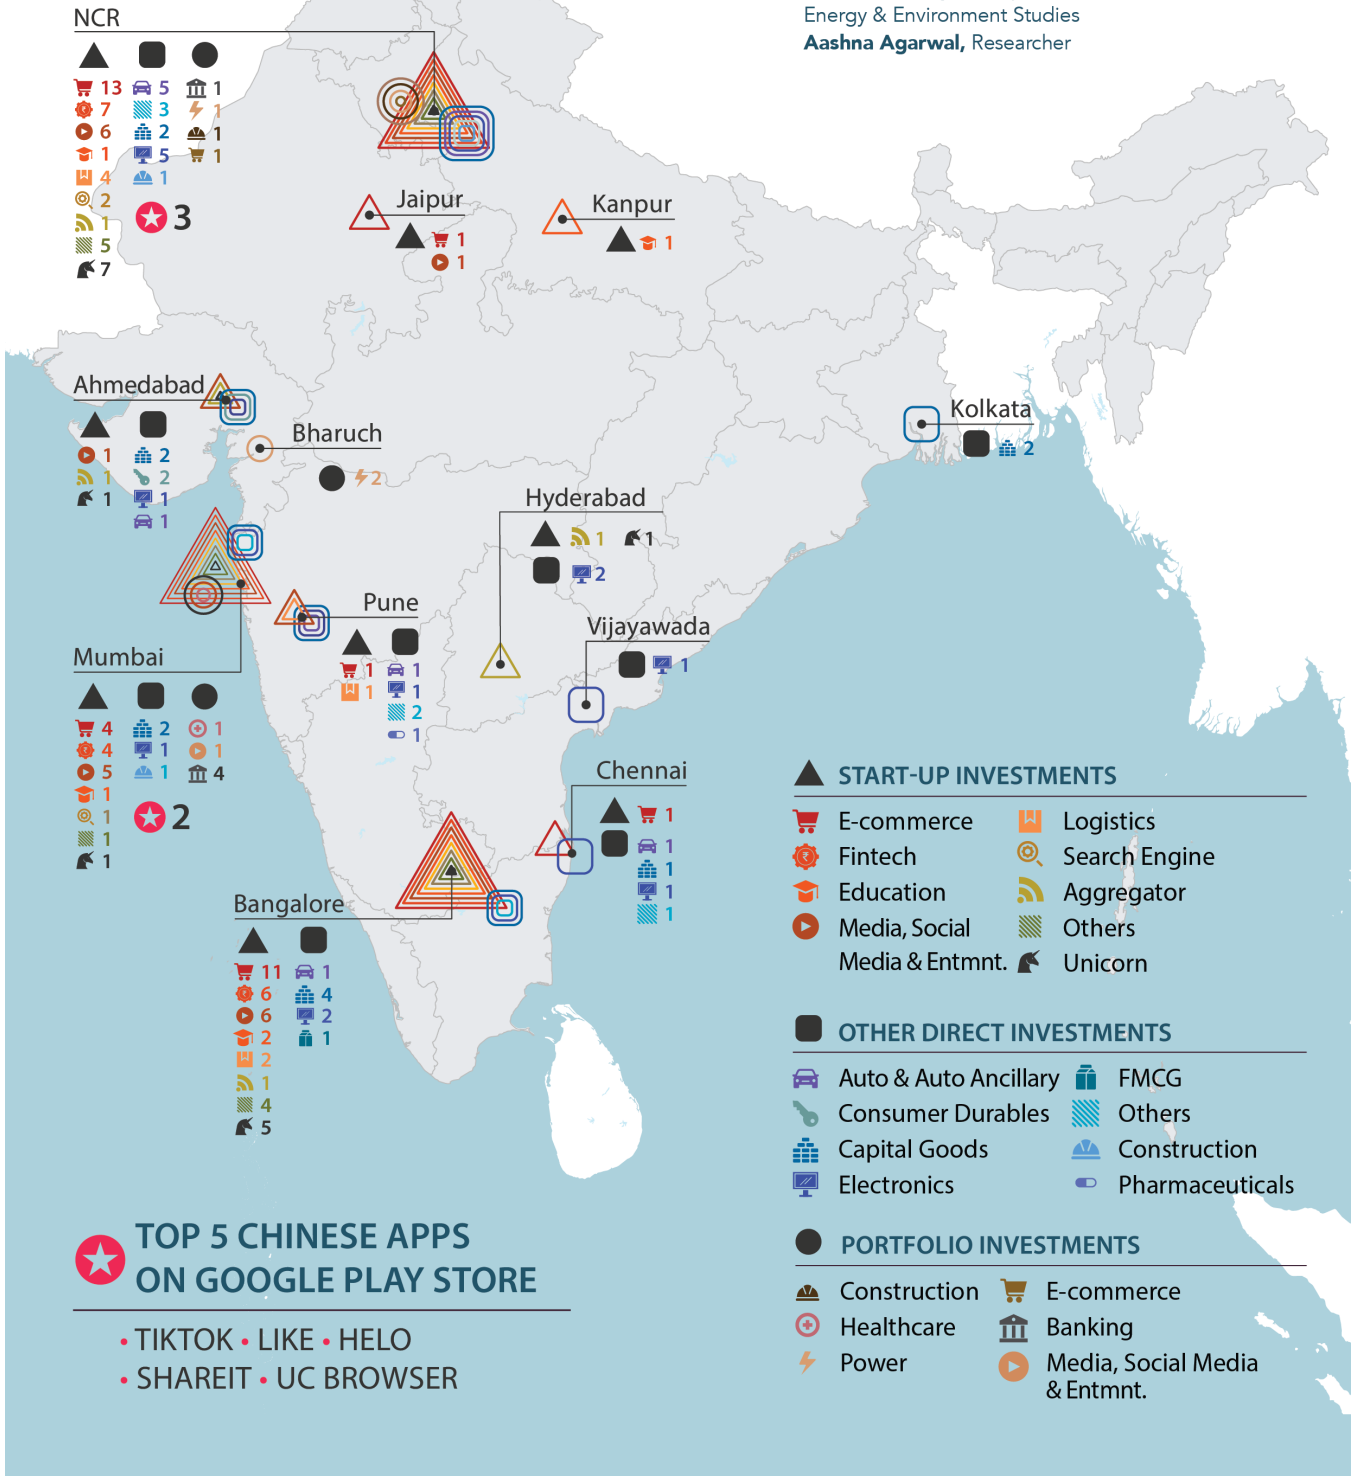 Energy & Environment Studies
Aashna Agarwal, Researcher
NCR
13 5 1
7 3 1
6 2 1
1 5 1
4 1
2
1
5
7
3
Jaipur
1
1
Kanpur
1
Ahmedabad
1 2
1 2
1 1
1
Bharuch
2
Kolkata
2
Hyderabad
1 1
2
Pune
1 1
1 1
2
1
Vijayawada
1
Mumbai
4 2 1
4 1 1
5 1 4
1
1
1
1
2
Chennai
1
1
1
1
1
Bangalore
11 1
6 4
6 2
2 1
2
1
4
5
START-UP INVESTMENTS
E-commerce Logistics
Fintech Search Engine
Education Aggregator
Media, Social Others
Media & Entmnt. Unicorn
OTHER DIRECT INVESTMENTS
Auto & Auto Ancillary FMCG
Consumer Durables Others
Capital Goods Construction
Electronics Pharmaceuticals
PORTFOLIO INVESTMENTS
Construction E-commerce
Healthcare Banking
Power Media, Social Media
& Entmnt.
TOP 5 CHINESE APPS
ON GOOGLE PLAY STORE
• TIKTOK • LIKE • HELO
• SHAREIT • UC BROWSER